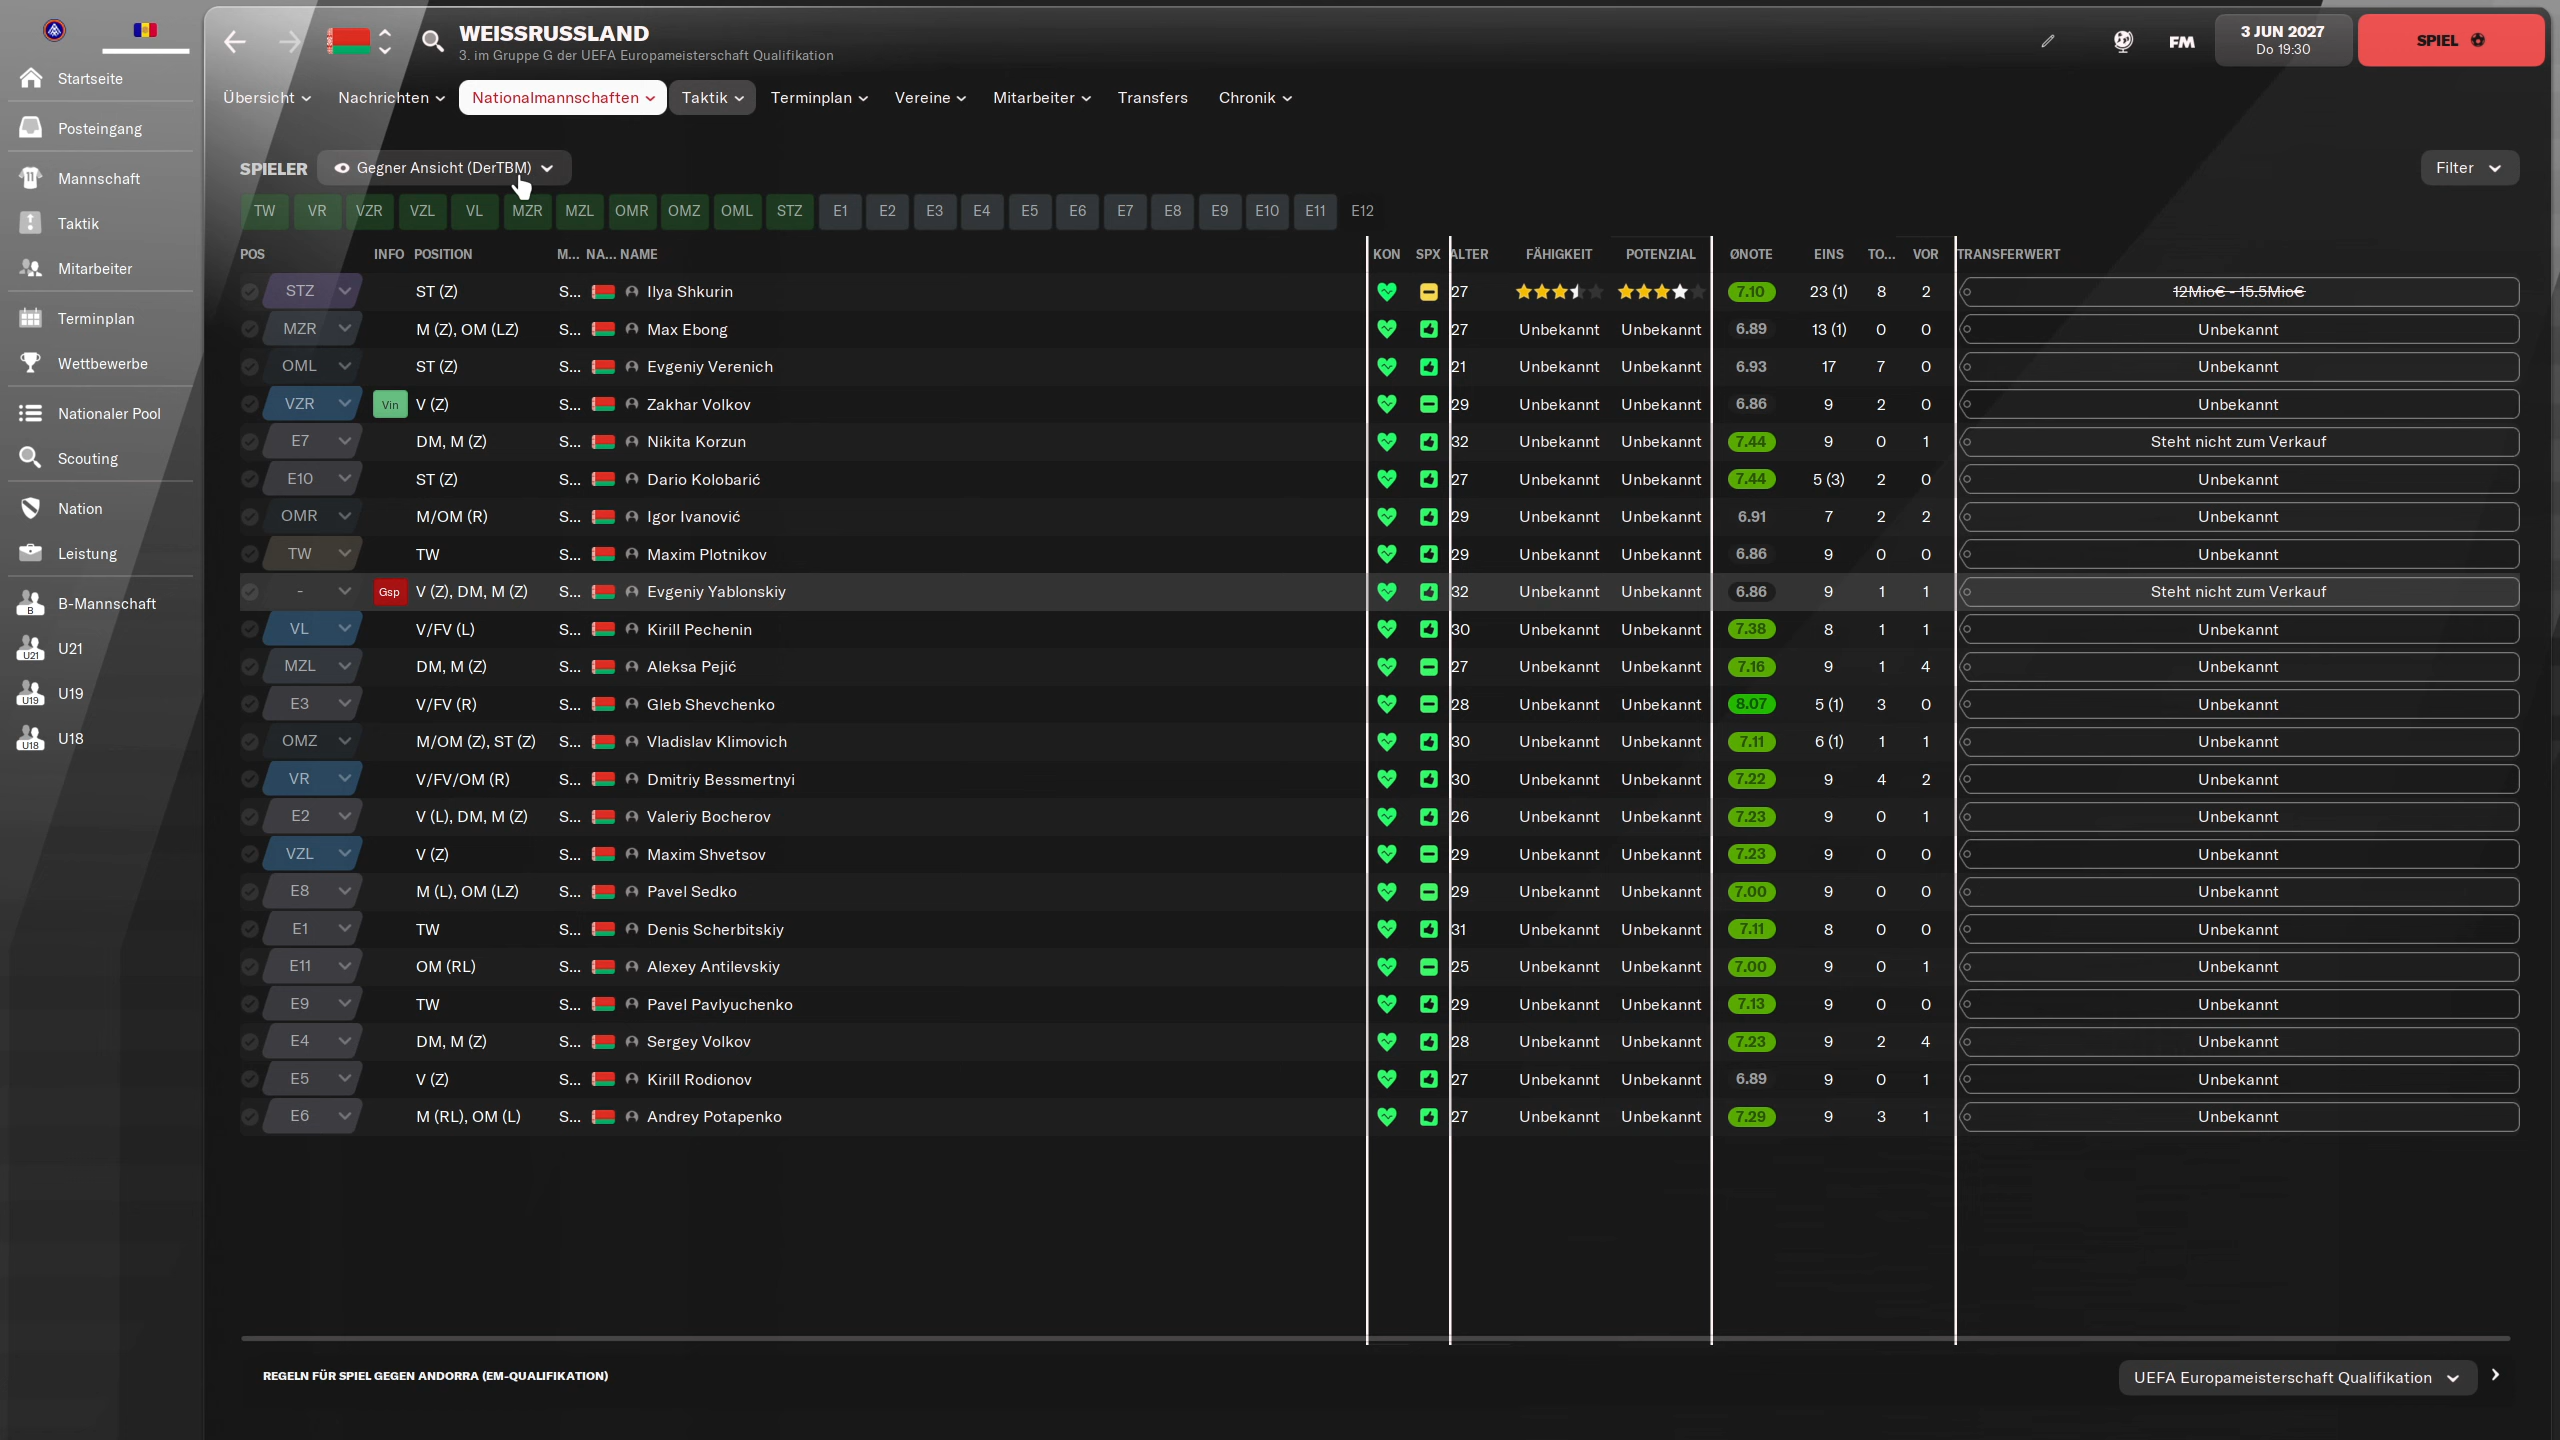 WEISSRUSSLAND
3. im Gruppe G der UEFA Europameisterschaft Qualifikation
FM
3 JUN 2027
Do 19:30
SPIEL
Übersicht Nachrichten Nationalmannschaften Taktik Terminplan Vereine Mitarbeiter Transfers Chronik
Startseite
Posteingang
Mannschaft
Taktik
Mitarbeiter
Terminplan
Wettbewerbe
Nationaler Pool
Scouting
Nation
Leistung
B B-Mannschaft
U21 U21
U19 U19
U18 U18
SPIELER Gegner Ansicht (DerTBM) Filter
TW VR VZR VZL VL MZR MZL OMR OMZ OML STZ E1 E2 E3 E4 E5 E6 E7 E8 E9 E10 E11 E12
POS INFO POSITION M... NA... NAME KON SPX ALTER FÄHIGKEIT POTENZIAL ØNOTE EINS TO... VOR TRANSFERWERT
STZ ST (Z) S... Ilya Shkurin 27 7.10 23 (1) 8 2 12Mio€ - 15.5Mio€
MZR M (Z), OM (LZ) S... Max Ebong 27 Unbekannt Unbekannt 6.89 13 (1) 0 0 Unbekannt
OML ST (Z) S... Evgeniy Verenich 21 Unbekannt Unbekannt 6.93 17 7 0 Unbekannt
VZR Vin V (Z) S... Zakhar Volkov 29 Unbekannt Unbekannt 6.86 9 2 0 Unbekannt
E7 DM, M (Z) S... Nikita Korzun 32 Unbekannt Unbekannt 7.44 9 0 1 Steht nicht zum Verkauf
E10 ST (Z) S... Dario Kolobarić 27 Unbekannt Unbekannt 7.44 5 (3) 2 0 Unbekannt
OMR M/OM (R) S... Igor Ivanović 29 Unbekannt Unbekannt 6.91 7 2 2 Unbekannt
TW TW S... Maxim Plotnikov 29 Unbekannt Unbekannt 6.86 9 0 0 Unbekannt
- Gsp V (Z), DM, M (Z) S... Evgeniy Yablonskiy 32 Unbekannt Unbekannt 6.86 9 1 1 Steht nicht zum Verkauf
VL V/FV (L) S... Kirill Pechenin 30 Unbekannt Unbekannt 7.38 8 1 1 Unbekannt
MZL DM, M (Z) S... Aleksa Pejić 27 Unbekannt Unbekannt 7.16 9 1 4 Unbekannt
E3 V/FV (R) S... Gleb Shevchenko 28 Unbekannt Unbekannt 8.07 5 (1) 3 0 Unbekannt
OMZ M/OM (Z), ST (Z) S... Vladislav Klimovich 30 Unbekannt Unbekannt 7.11 6 (1) 1 1 Unbekannt
VR V/FV/OM (R) S... Dmitriy Bessmertnyi 30 Unbekannt Unbekannt 7.22 9 4 2 Unbekannt
E2 V (L), DM, M (Z) S... Valeriy Bocherov 26 Unbekannt Unbekannt 7.23 9 0 1 Unbekannt
VZL V (Z) S... Maxim Shvetsov 29 Unbekannt Unbekannt 7.23 9 0 0 Unbekannt
E8 M (L), OM (LZ) S... Pavel Sedko 29 Unbekannt Unbekannt 7.00 9 0 0 Unbekannt
E1 TW S... Denis Scherbitskiy 31 Unbekannt Unbekannt 7.11 8 0 0 Unbekannt
E11 OM (RL) S... Alexey Antilevskiy 25 Unbekannt Unbekannt 7.00 9 0 1 Unbekannt
E9 TW S... Pavel Pavlyuchenko 29 Unbekannt Unbekannt 7.13 9 0 0 Unbekannt
E4 DM, M (Z) S... Sergey Volkov 28 Unbekannt Unbekannt 7.23 9 2 4 Unbekannt
E5 V (Z) S... Kirill Rodionov 27 Unbekannt Unbekannt 6.89 9 0 1 Unbekannt
E6 M (RL), OM (L) S... Andrey Potapenko 27 Unbekannt Unbekannt 7.29 9 3 1 Unbekannt
REGELN FÜR SPIEL GEGEN ANDORRA (EM-QUALIFIKATION) UEFA Europameisterschaft Qualifikation